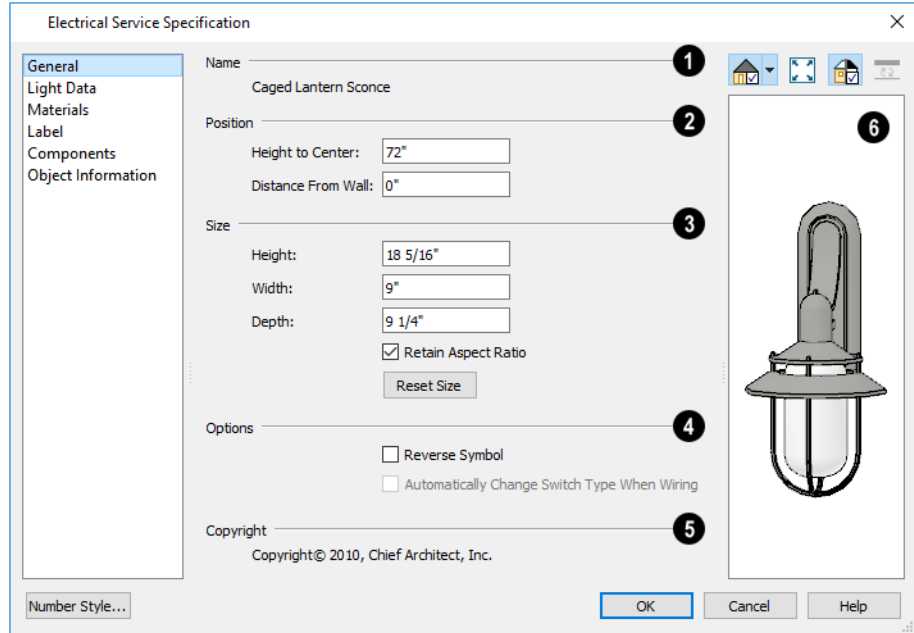 Electrical Service Specification
General
Light Data
Materials
Label
Components
Object Information
Name
1
Caged Lantern Sconce
Position
2
Height to Center: 72"
Distance From Wall: 0"
Size
3
Height: 18 5/16"
Width: 9"
Depth: 9 1/4"
Retain Aspect Ratio
Reset Size
Options
4
Reverse Symbol
Automatically Change Switch Type When Wiring
Copyright
5
Copyright© 2010, Chief Architect, Inc.
6
Number Style...
OK
Cancel
Help